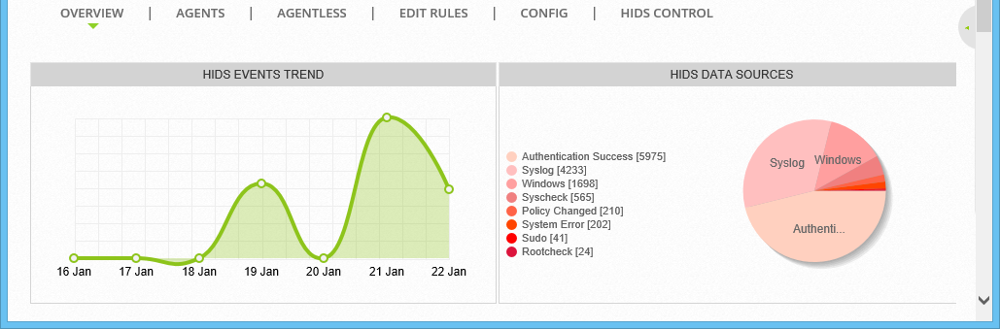 OVERVIEW | AGENTS | AGENTLESS | EDIT RULES | CONFIG | HIDS CONTROL
HIDS EVENTS TREND
16 Jan 17 Jan 18 Jan 19 Jan 20 Jan 21 Jan 22 Jan
HIDS DATA SOURCES
Authentication Success [5975]
Syslog [4233]
Windows [1698]
Syscheck [565]
Policy Changed [210]
System Error [202]
Sudo [41]
Rootcheck [24]
Syslog
Windows
Authenti...